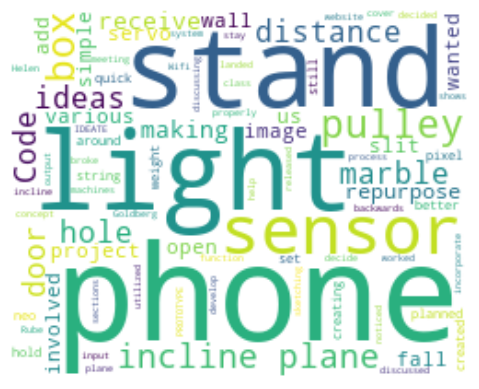 website cover decided
receive wall
servo system stay
add simple Helen box
meeting quick Wifi
landed class shows
stand distance
discussing still wanted
ideas properly
various IDEATE around
making image us
pulley slit pixel
Code output broke
light marble
weight string process
repurpose better
incline machines
help released backwards
concept Goldberg
hole sensor
door project open
function set decide worked
involved neo Rube
phone
sections utilized PROTOTYPE develop
sketching creating noticed
planned created incorporate
hold input plane
incline plane
fall discussed